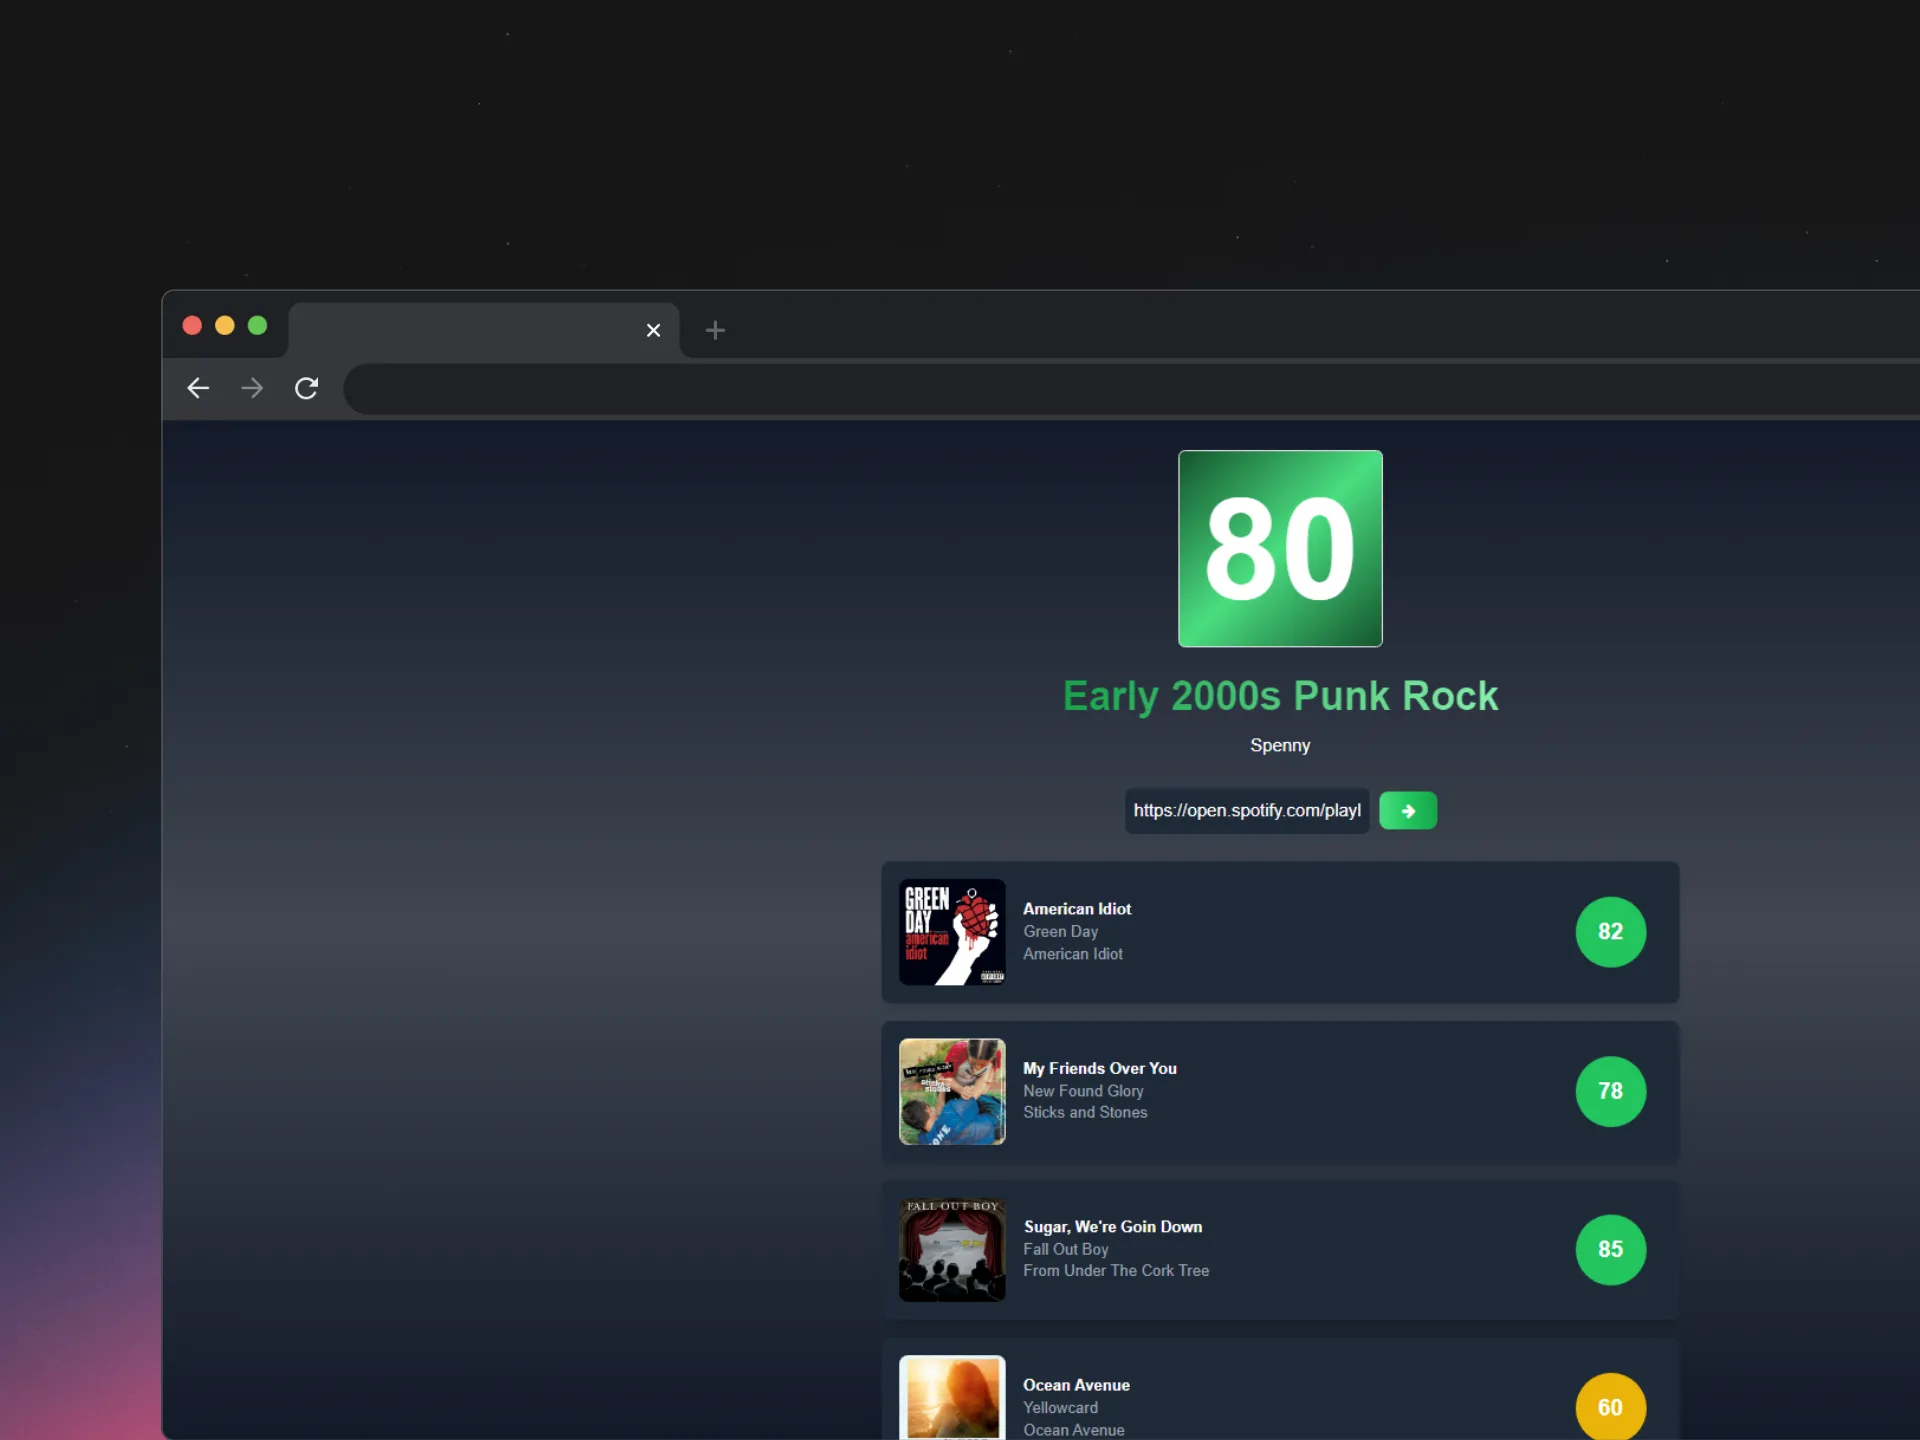 80
Early 2000s Punk Rock
Spenny
https://open.spotify.com/playl
GREEN
DAY
american
idiot
American Idiot
Green Day
American Idiot
82
My Friends Over You
New Found Glory
Sticks and Stones
78
FALL OUT BOY
Sugar, We're Goin Down
Fall Out Boy
From Under The Cork Tree
85
Ocean Avenue
Yellowcard
Ocean Avenue
60